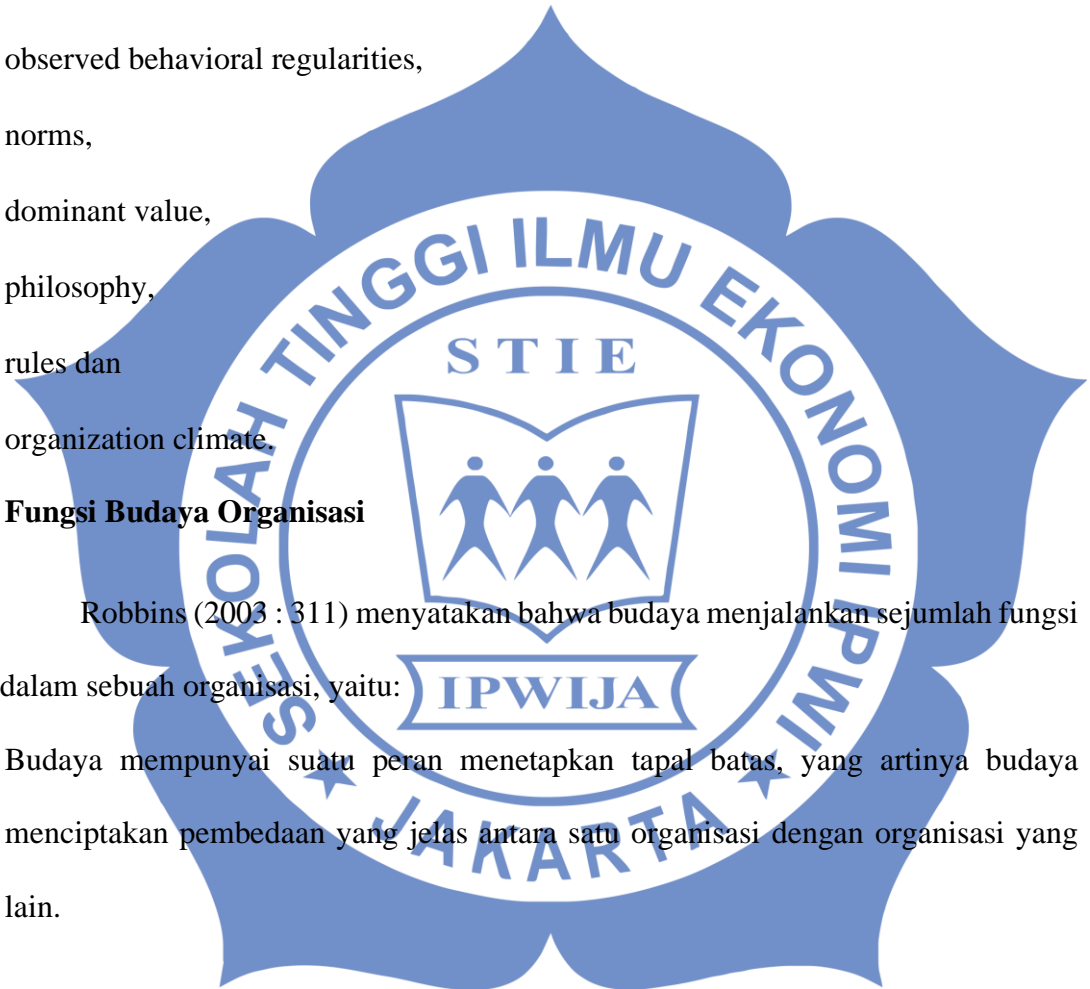 observed behavioral regularities,
norms,
dominant value,
philosophy,
rules dan
organization climate.
Fungsi Budaya Organisasi
Robbins (2003 : 311) menyatakan bahwa budaya menjalankan sejumlah fungsi
dalam sebuah organisasi, yaitu:
Budaya mempunyai suatu peran menetapkan tapal batas, yang artinya budaya
menciptakan pembedaan yang jelas antara satu organisasi dengan organisasi yang
lain.
SEKOLAH TINGGI ILMU EKONOMI IPWI
JAKARTA
STIE
IPWIJA